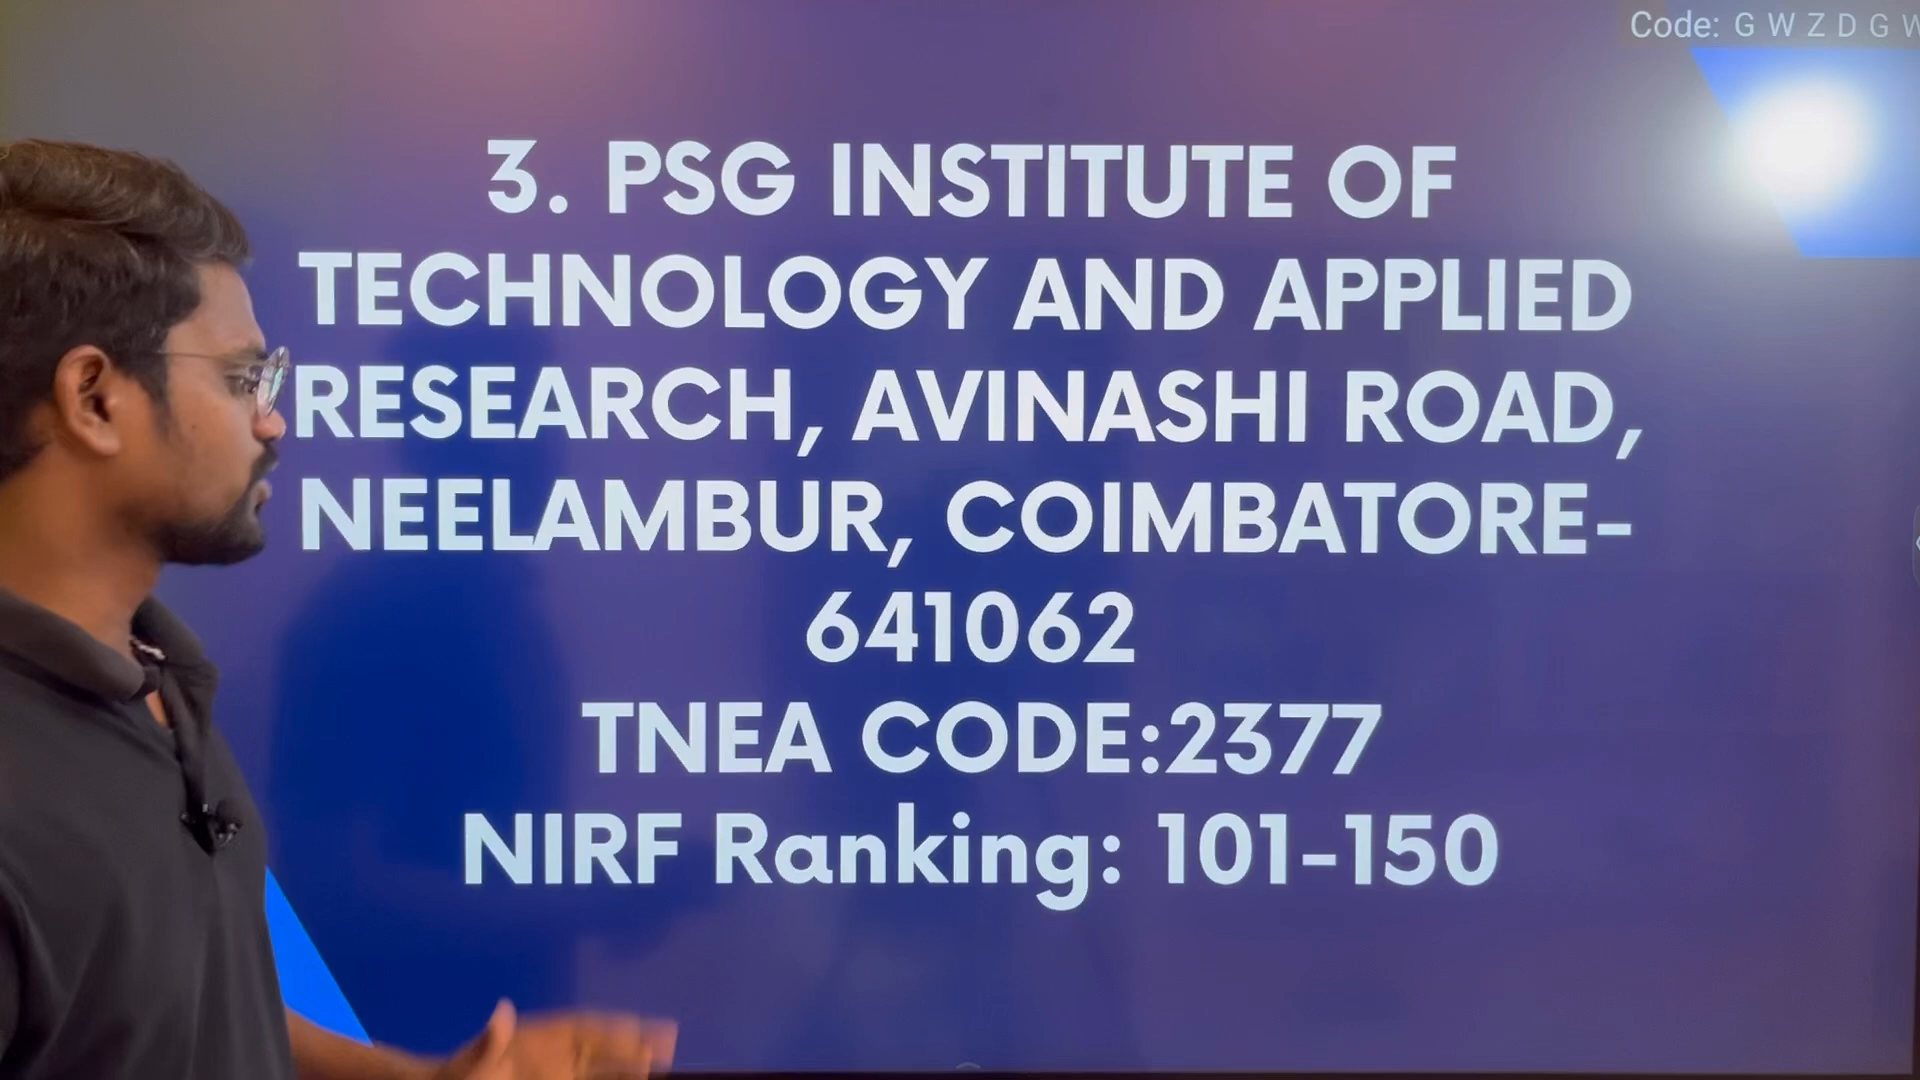 Code: G W Z D G W
3. PSG INSTITUTE OF
TECHNOLOGY AND APPLIED
RESEARCH, AVINASHI ROAD,
NEELAMBUR, COIMBATORE-
641062
TNEA CODE:2377
NIRF Ranking: 101-150